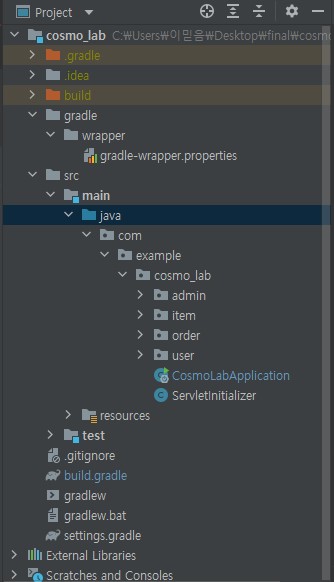 Project
cosmo_lab C:\Users\이믿음\Desktop\final\cosmo
.gradle
.idea
build
gradle
wrapper
gradle-wrapper.properties
src
main
java
com
example
cosmo_lab
admin
item
order
user
CosmoLabApplication
ServletInitializer
resources
test
.gitignore
build.gradle
gradlew
gradlew.bat
settings.gradle
External Libraries
Scratches and Consoles